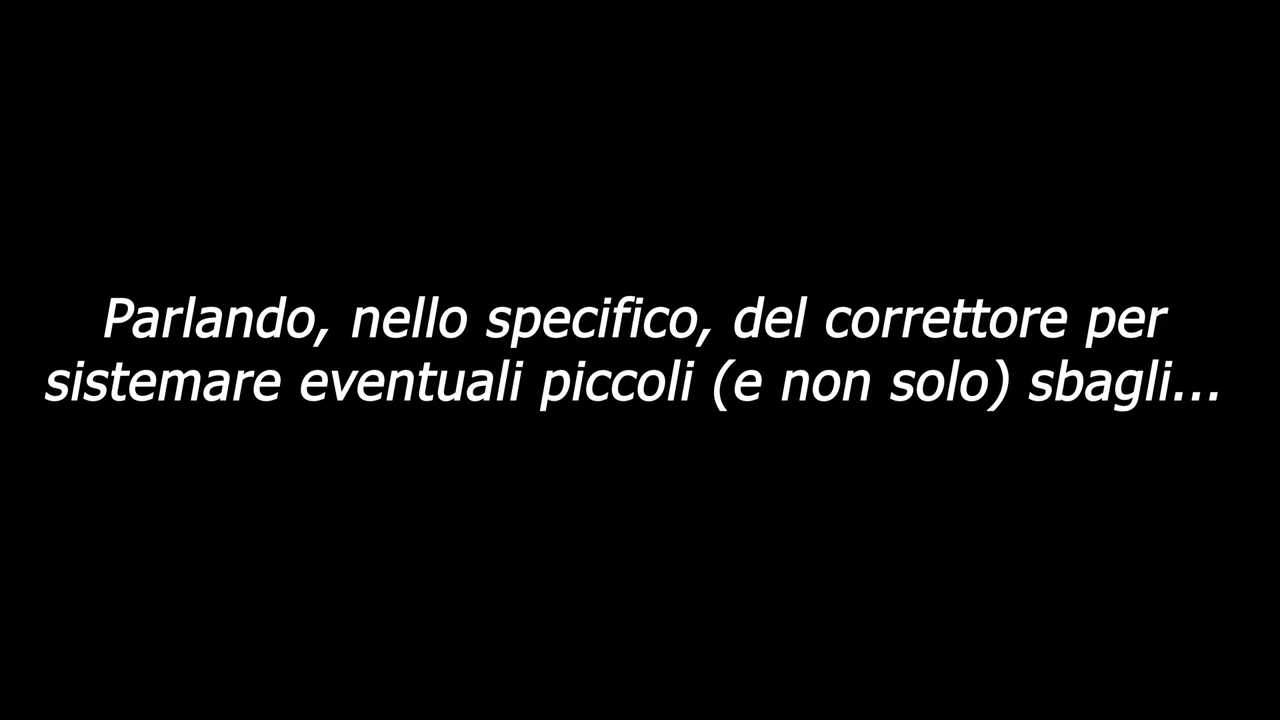 Parlando, nello specifico, del correttore per
sistemare eventuali piccoli (e non solo) sbagli...